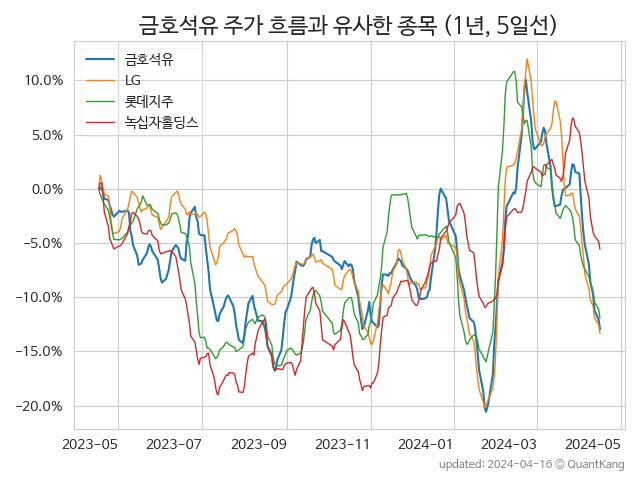 금호석유 주가 흐름과 유사한 종목 (1년, 5일선)
금호석유
LG
롯데지주
녹십자홀딩스
10.0%
5.0%
0.0%
−5.0%
−10.0%
−15.0%
−20.0%
2023-05 2023-07 2023-09 2023-11 2024-01 2024-03 2024-05
updated: 2024-04-16 © QuantKang